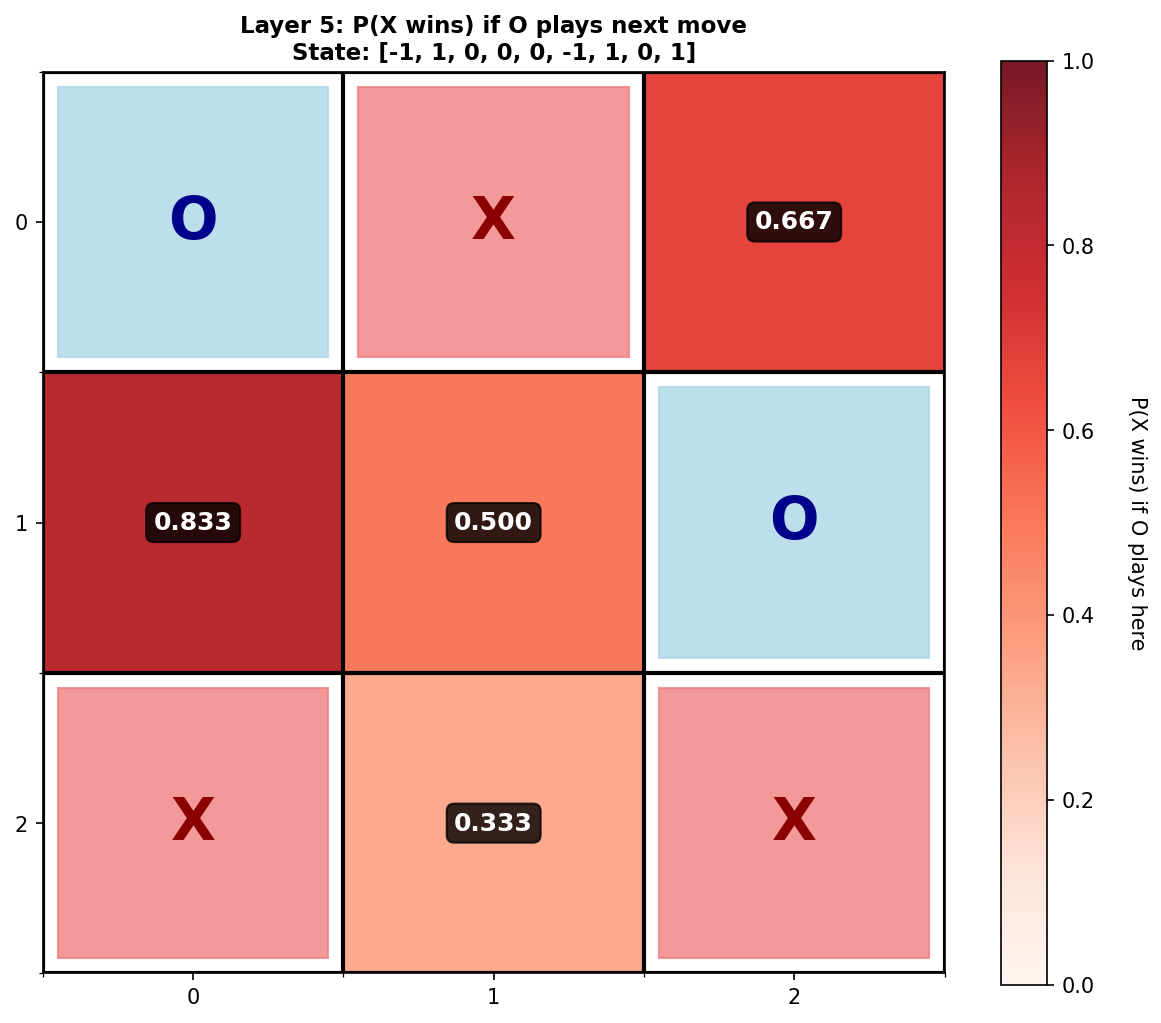 Layer 5: P(X wins) if O plays next move
State: [-1, 1, 0, 0, 0, -1, 1, 0, 1]
O X 0.667
0.833 0.500 O
X 0.333 X
0
1
2
0 1 2
1.0
0.8
0.6
0.4
0.2
0.0
P(X wins) if O plays here